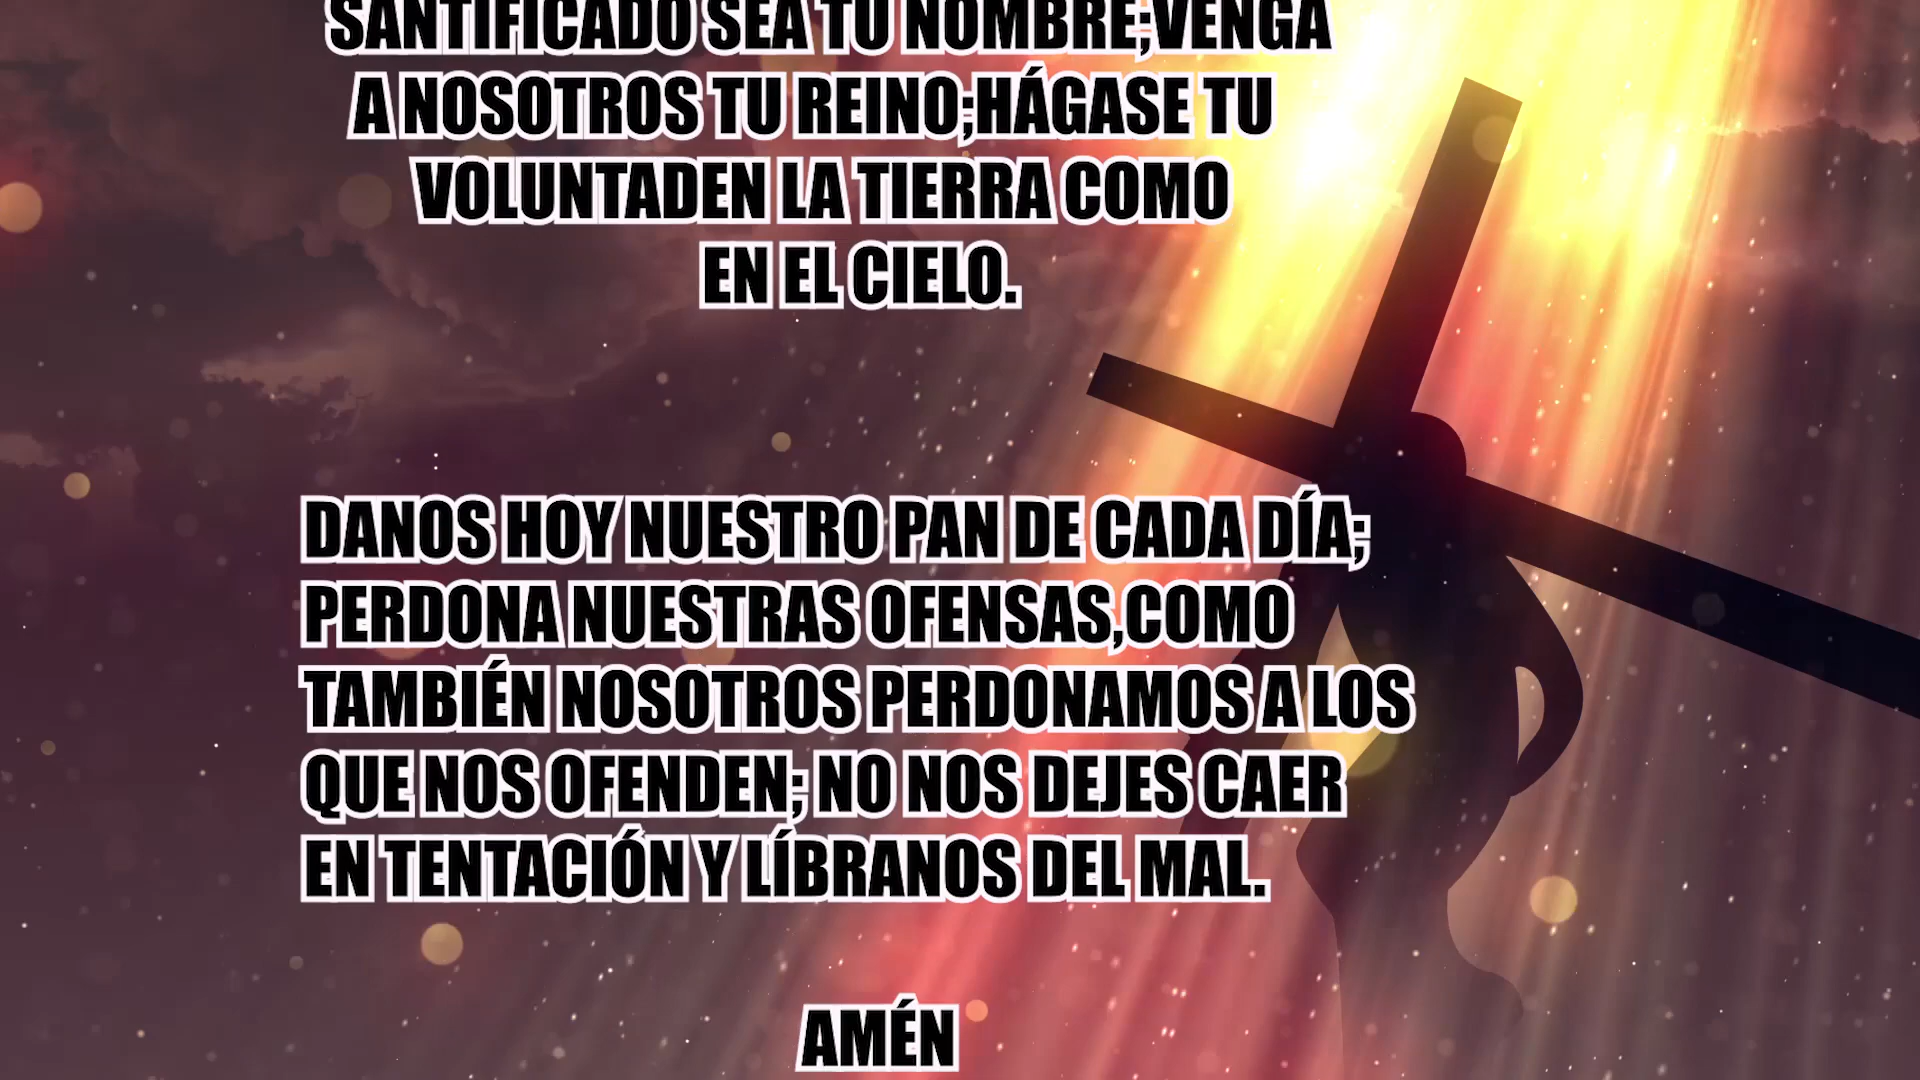 SANTIFICADO SEA TU NOMBRE;VENGA
A NOSOTROS TU REINO;HÁGASE TU
VOLUNTADEN LA TIERRA COMO
EN EL CIELO.
DANOS HOY NUESTRO PAN DE CADA DÍA;
PERDONA NUESTRAS OFENSAS,COMO
TAMBIÉN NOSOTROS PERDONAMOS A LOS
QUE NOS OFENDEN; NO NOS DEJES CAER
EN TENTACIÓN Y LÍBRANOS DEL MAL.
AMÉN